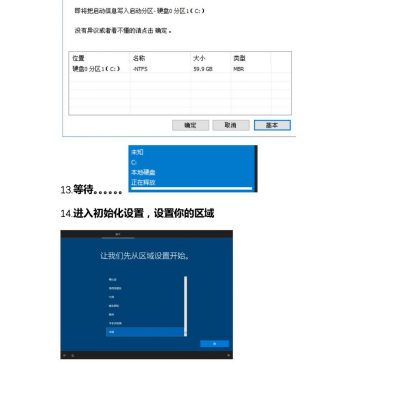 即将把启动信息写入启动分区 - 硬盘0 分区1 ( C: )
没有异议或者看不懂的请点击 确定 。
位置 名称 大小 类型
硬盘0 分区1 ( C: ) -NTFS 59.9 GB MBR
确定 取消 基本
未知
C:
本地硬盘
正在释放
13.等待。。。。。。
14.进入初始化设置，设置你的区域
让我们先从区域设置开始。